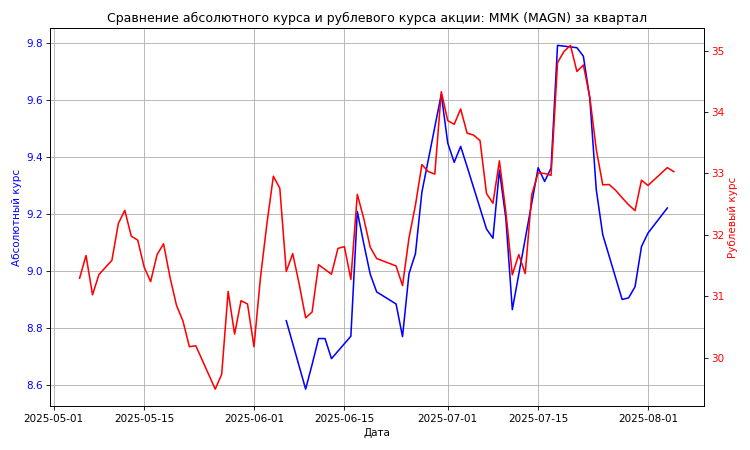 Сравнение абсолютного курса и рублевого курса акции: ММК (MAGN) за квартал
9.8
9.6
9.4
9.2
9.0
8.8
8.6
Абсолютный курс
35
34
33
32
31
30
Рублевый курс
2025-05-01 2025-05-15 2025-06-01 2025-06-15 2025-07-01 2025-07-15 2025-08-01
Дата